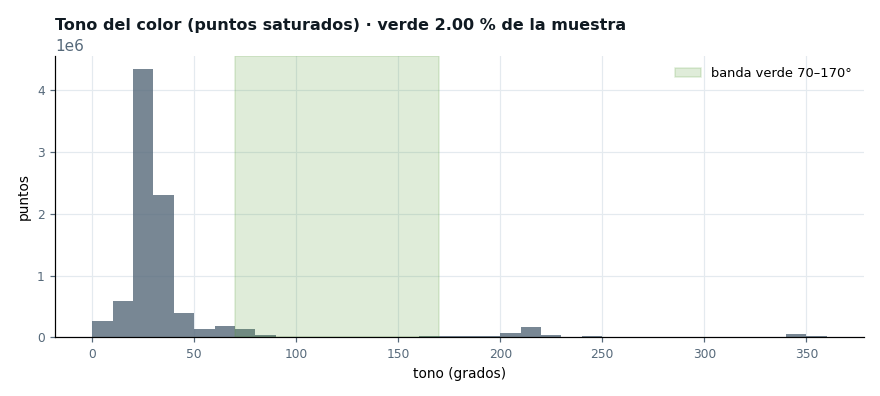 Tono del color (puntos saturados) · verde 2.00 % de la muestra
1e6
banda verde 70–170°
4
3
2
1
0
puntos
0 50 100 150 200 250 300 350
tono (grados)